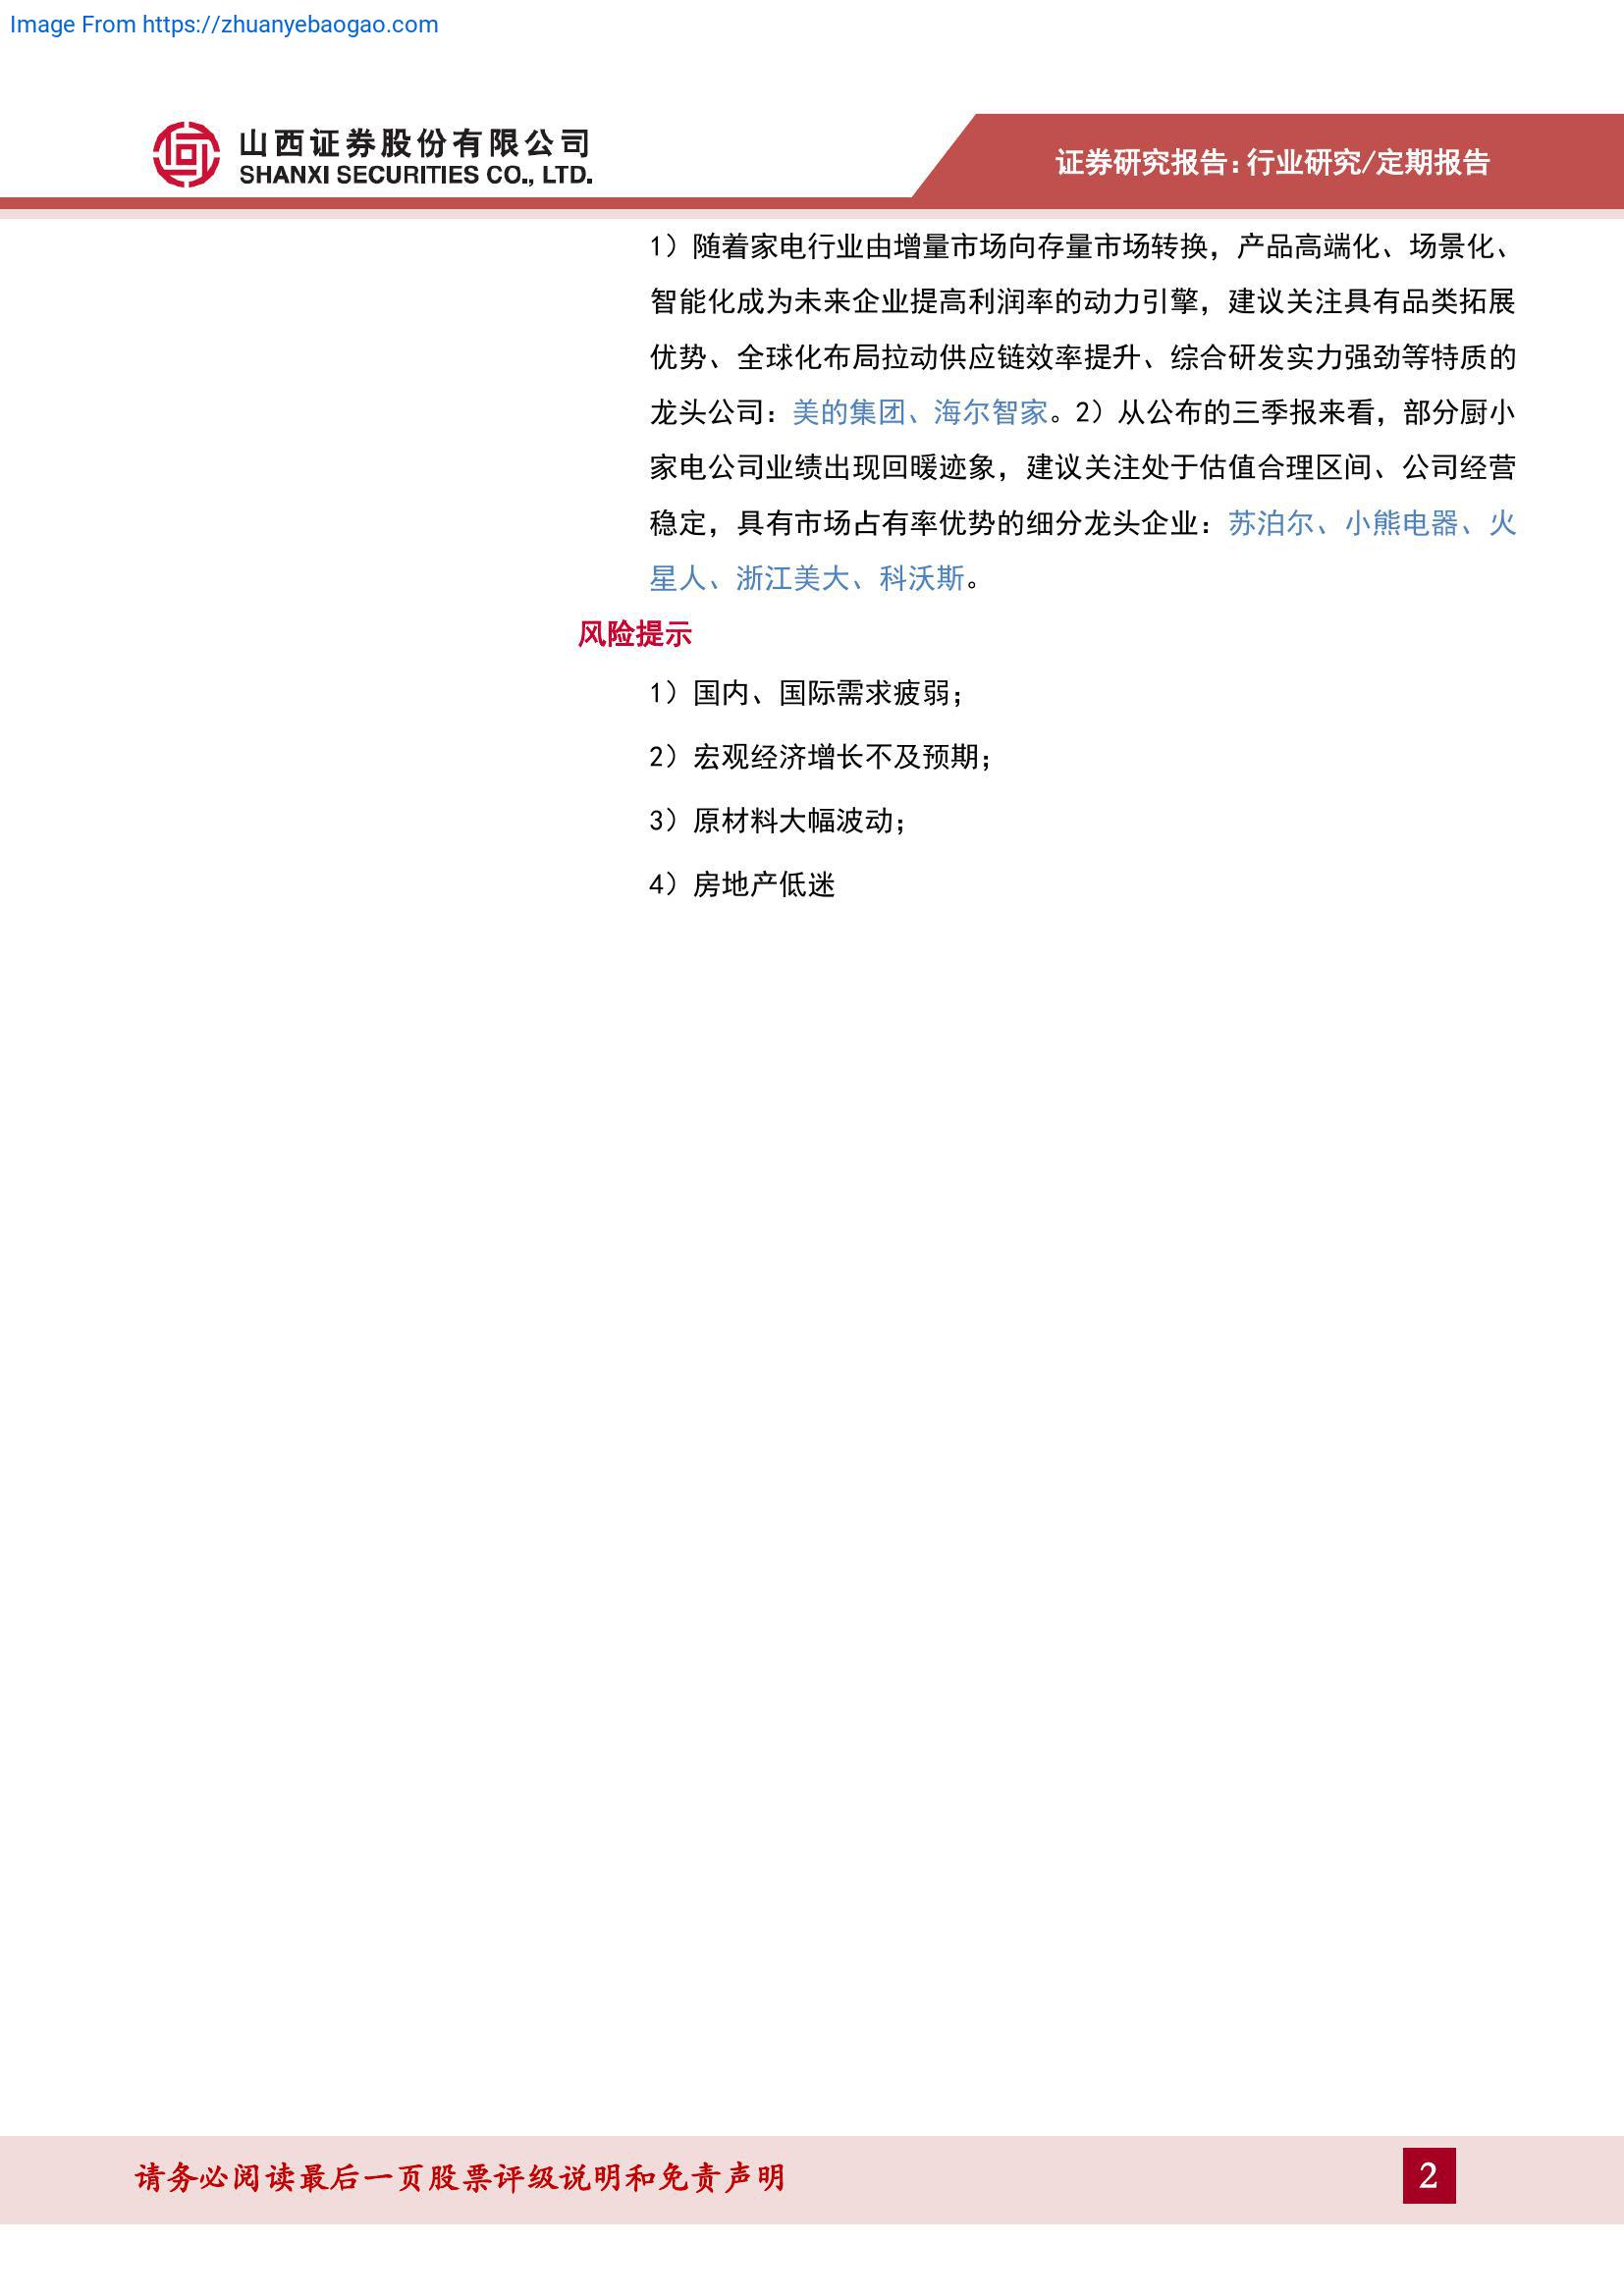 Image From https://zhuanyebaogao.com
山西证券股份有限公司
SHANXI SECURITIES CO., LTD.
证券研究报告：行业研究/定期报告
1）随着家电行业由增量市场向存量市场转换，产品高端化、场景化、
智能化成为未来企业提高利润率的动力引擎，建议关注具有品类拓展
优势、全球化布局拉动供应链效率提升、综合研发实力强劲等特质的
龙头公司：美的集团、海尔智家。2）从公布的三季报来看，部分厨小
家电公司业绩出现回暖迹象，建议关注处于估值合理区间、公司经营
稳定，具有市场占有率优势的细分龙头企业：苏泊尔、小熊电器、火
星人、浙江美大、科沃斯。
风险提示
1）国内、国际需求疲弱；
2）宏观经济增长不及预期；
3）原材料大幅波动；
4）房地产低迷
请务必阅读最后一页股票评级说明和免责声明
2